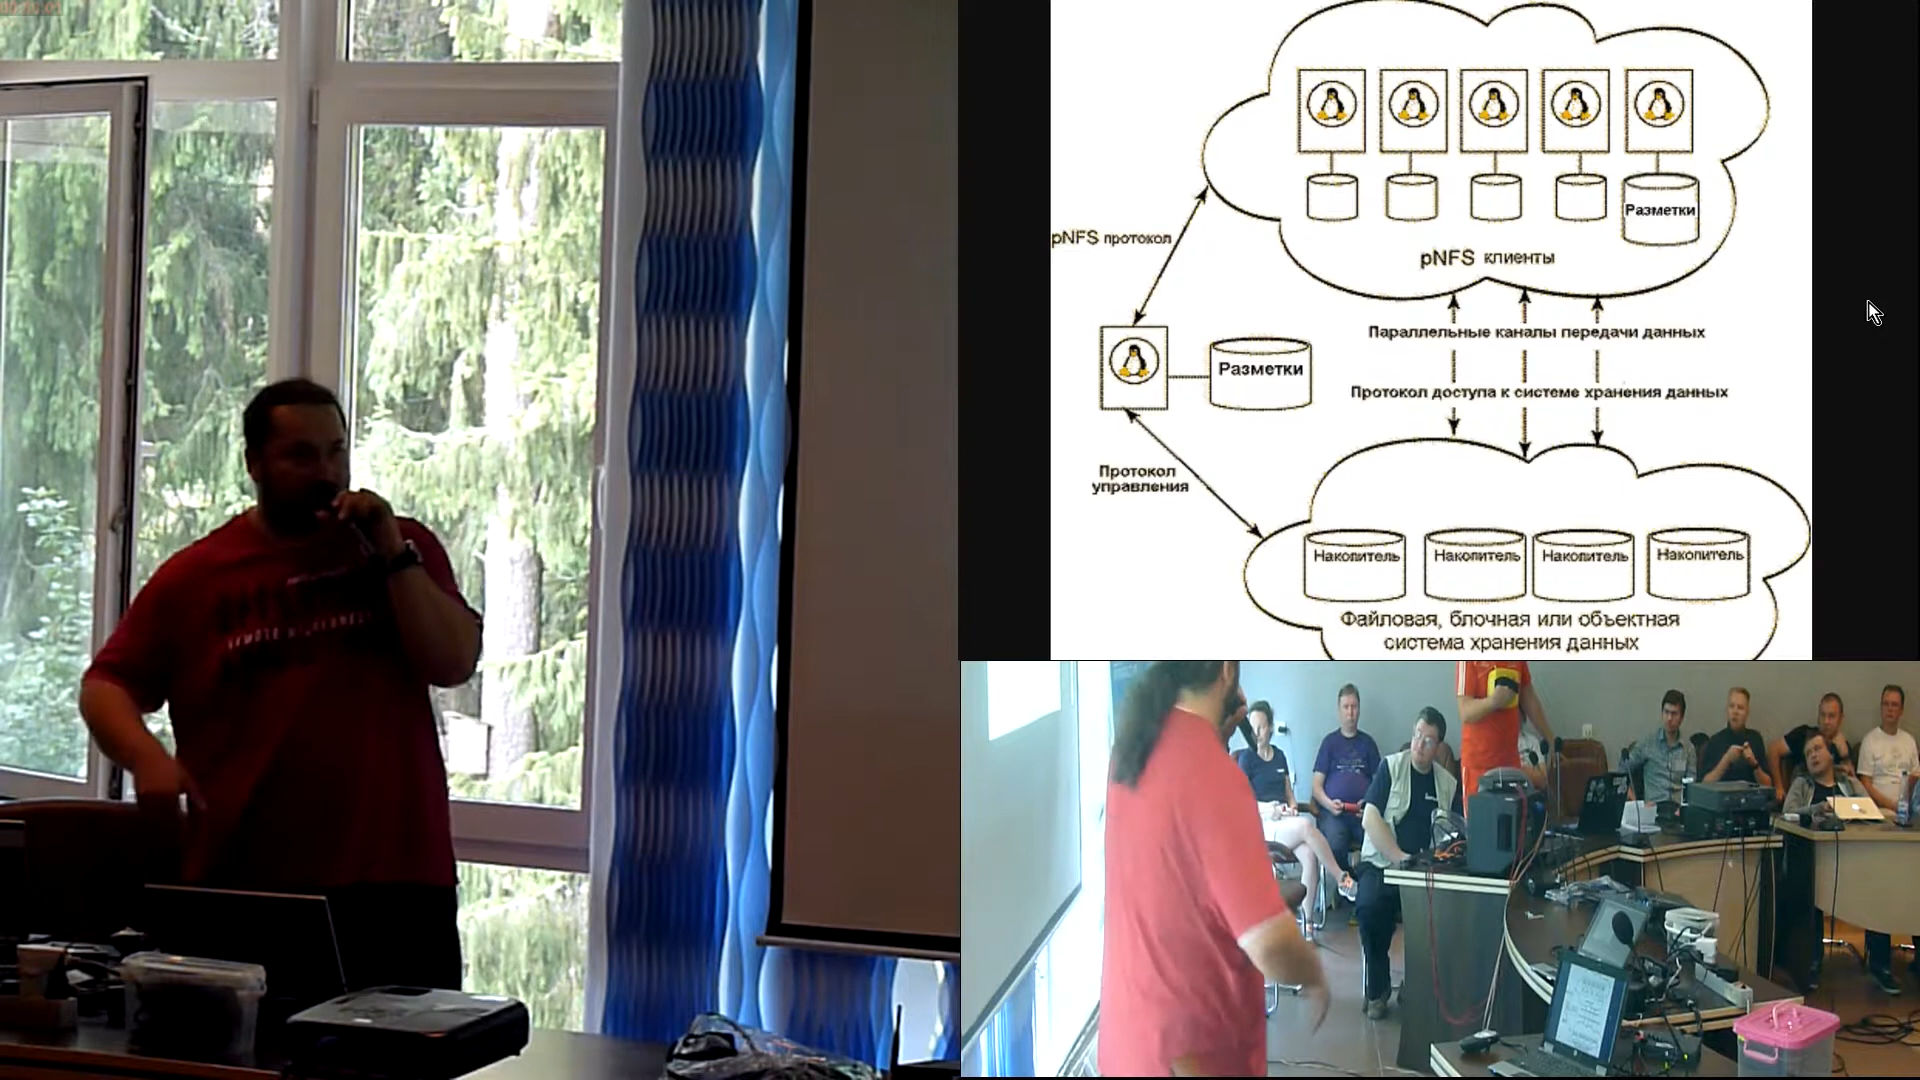 Разметки
pNFS клиенты
pNFS протокол
Параллельные каналы передачи данных
Разметки
Протокол доступа к системе хранения данных
Протокол
управления
Накопитель
Накопитель
Накопитель
Накопитель
Файловая, блочная или объектная
система хранения данных